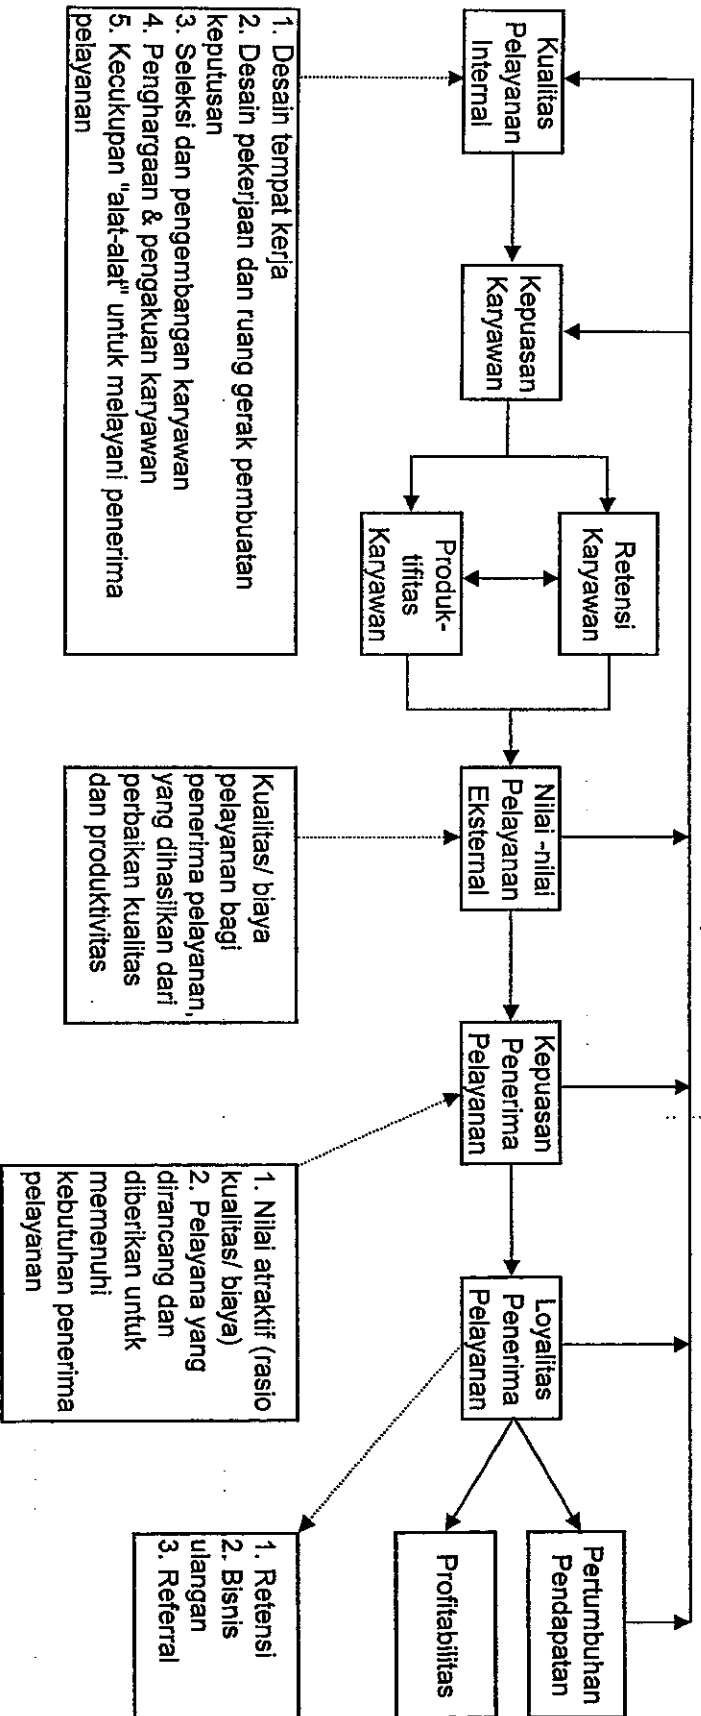 Kualitas
Pelayanan
Internal
Kepuasan
Karyawan
Retensi
Karyawan
Produk-
tifitas
Karyawan
Nilai -nilai
Pelayanan
Eksternal
Kepuasan
Penerima
Pelayanan
Loyalitas
Penerima
Pelayanan
Pertumbuhan
Pendapatan
Profitabilitas
1. Desain tempat kerja
2. Desain pekerjaan dan ruang gerak pembuatan
keputusan
3. Seleksi dan pengembangan karyawan
4. Penghargaan & pengakuan karyawan
5. Kecukupan "alat-alat" untuk melayani penerima
pelayanan
Kualitas/ biaya
pelayanan bagi
penerima pelayanan,
yang dihasilkan dari
perbaikan kualitas
dan produktivitas
1. Nilai atraktif (rasio
kualitas/ biaya)
2. Pelayana yang
dirancang dan
diberikan untuk
memenuhi
kebutuhan penerima
pelayanan
1. Retensi
2. Bisnis
ulangan
3. Referral